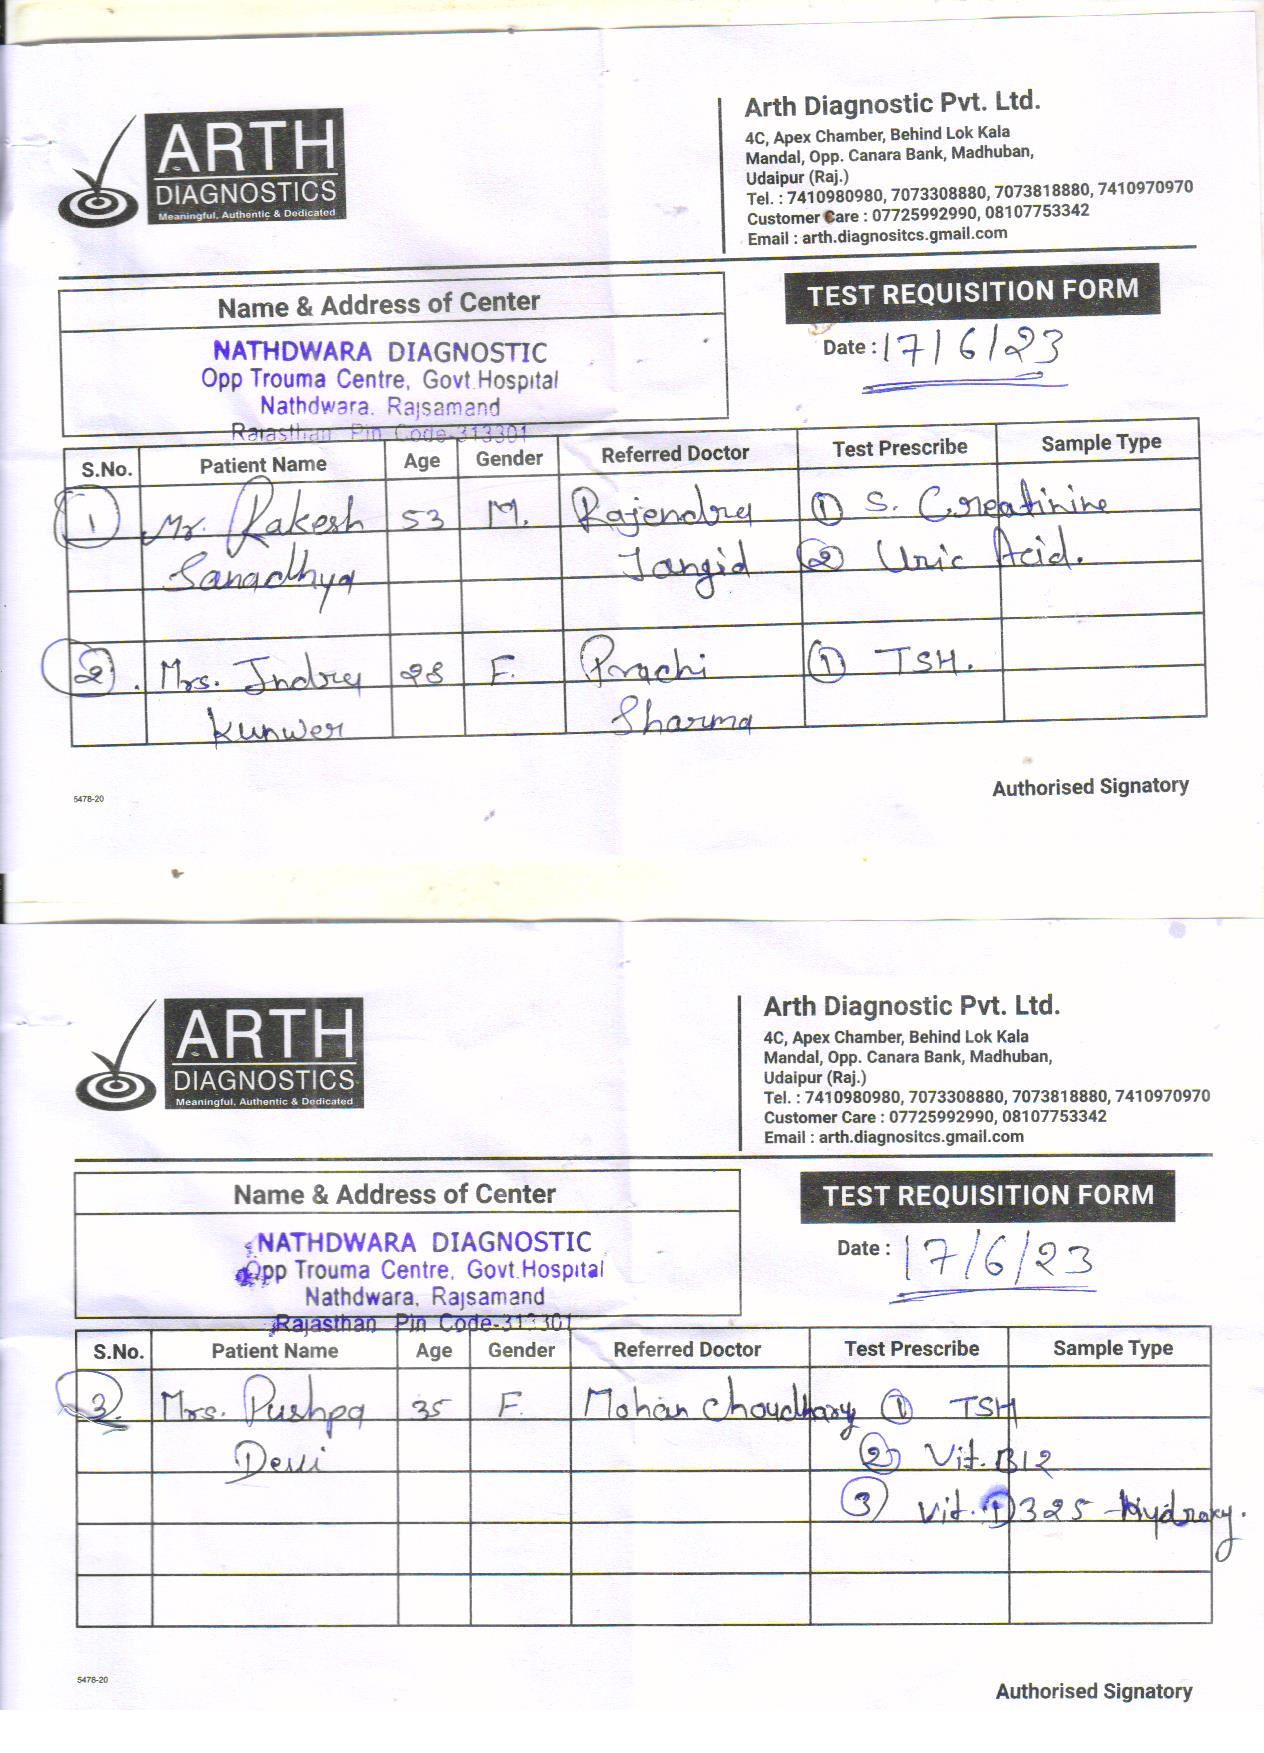 ARTH
DIAGNOSTICS
Meaningful, Authentic & Dedicated
Arth Diagnostic Pvt. Ltd.
4C, Apex Chamber, Behind Lok Kala
Mandal, Opp. Canara Bank, Madhuban,
Udaipur (Raj.)
Tel. : 7410980980, 7073308880, 7073818880, 7410970970
Customer Care : 07725992990, 08107753342
Email : arth.diagnositcs.gmail.com
Name & Address of Center
NATHDWARA DIAGNOSTIC
Opp Trouma Centre, Govt.Hospital
Nathdwara, Rajsamand
Rajasthan Pin Code-313301
TEST REQUISITION FORM
Date : 17/6/23
S.No. Patient Name Age Gender Referred Doctor Test Prescribe Sample Type
1 Mr. Rakesh 53 M. Rajendra 1 S. Creatinine
Sanadhya Jangid 2 Uric Acid.
2. Mrs. Indra 28 F. Prachi 1 TSH.
Kunwer Sharma
5478-20
Authorised Signatory
ARTH
DIAGNOSTICS
Meaningful, Authentic & Dedicated
Arth Diagnostic Pvt. Ltd.
4C, Apex Chamber, Behind Lok Kala
Mandal, Opp. Canara Bank, Madhuban,
Udaipur (Raj.)
Tel. : 7410980980, 7073308880, 7073818880, 7410970970
Customer Care : 07725992990, 08107753342
Email : arth.diagnositcs.gmail.com
Name & Address of Center
NATHDWARA DIAGNOSTIC
Opp Trouma Centre, Govt.Hospital
Nathdwara, Rajsamand
Rajasthan Pin Code-313301
TEST REQUISITION FORM
Date : 17/6/23
S.No. Patient Name Age Gender Referred Doctor Test Prescribe Sample Type
3. Mrs. Pushpa 35 F. Mohan Choudhary 1 TSH
Devi 2 Vit. B12
3 Vit. D3 25-Hydroxy.
5478-20
Authorised Signatory